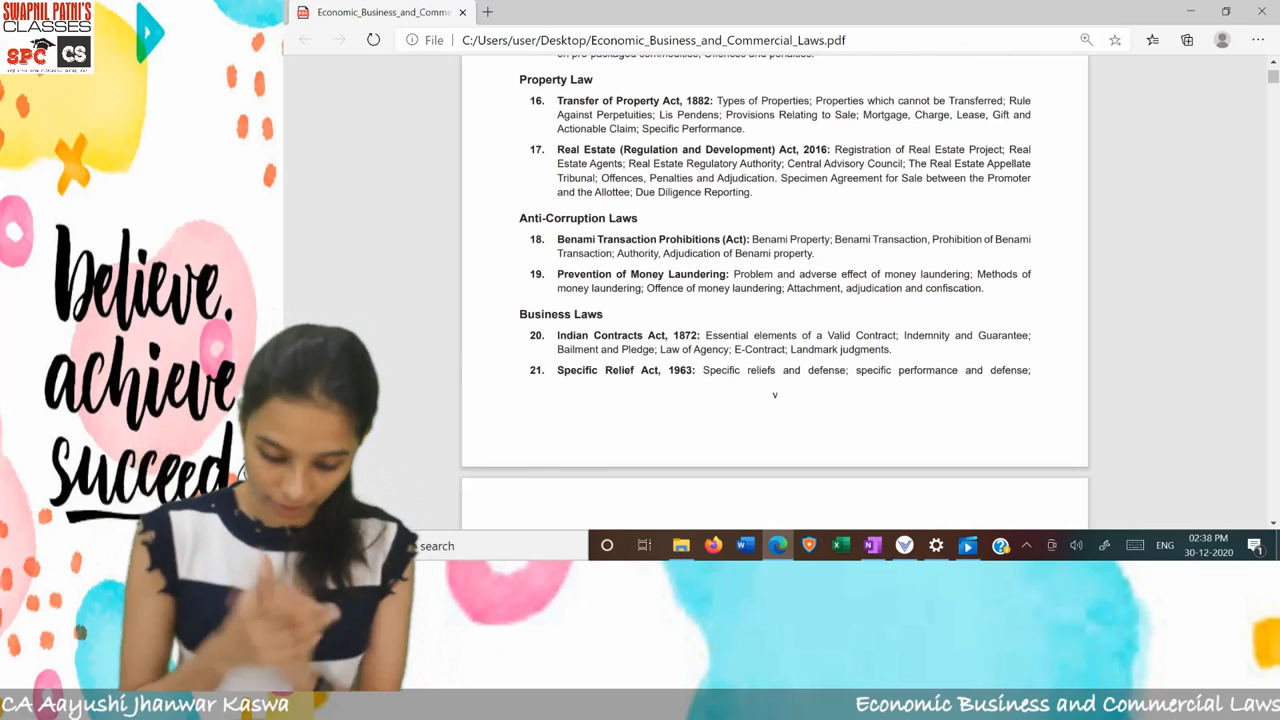 SWAPNIL PATNI'S
CLASSES
SPC CS
Economic_Business_and_Comme
File C:/Users/user/Desktop/Economic_Business_and_Commercial_Laws.pdf
on pre-packaged commodities; Offences and penalties.
Property Law
16. Transfer of Property Act, 1882: Types of Properties; Properties which cannot be Transferred; Rule
Against Perpetuities; Lis Pendens; Provisions Relating to Sale; Mortgage, Charge, Lease, Gift and
Actionable Claim; Specific Performance.
17. Real Estate (Regulation and Development) Act, 2016: Registration of Real Estate Project; Real
Estate Agents; Real Estate Regulatory Authority; Central Advisory Council; The Real Estate Appellate
Tribunal; Offences, Penalties and Adjudication. Specimen Agreement for Sale between the Promoter
and the Allottee; Due Diligence Reporting.
Anti-Corruption Laws
18. Benami Transaction Prohibitions (Act): Benami Property; Benami Transaction, Prohibition of Benami
Transaction; Authority, Adjudication of Benami property.
19. Prevention of Money Laundering: Problem and adverse effect of money laundering; Methods of
money laundering; Offence of money laundering; Attachment, adjudication and confiscation.
Business Laws
20. Indian Contracts Act, 1872: Essential elements of a Valid Contract; Indemnity and Guarantee;
Bailment and Pledge; Law of Agency; E-Contract; Landmark judgments.
21. Specific Relief Act, 1963: Specific reliefs and defense; specific performance and defense;
v
believe.
achieve
succeed
search
ENG
02:38 PM
30-12-2020
1
CA Aayushi Jhanwar Kaswa
Economic Business and Commercial Laws